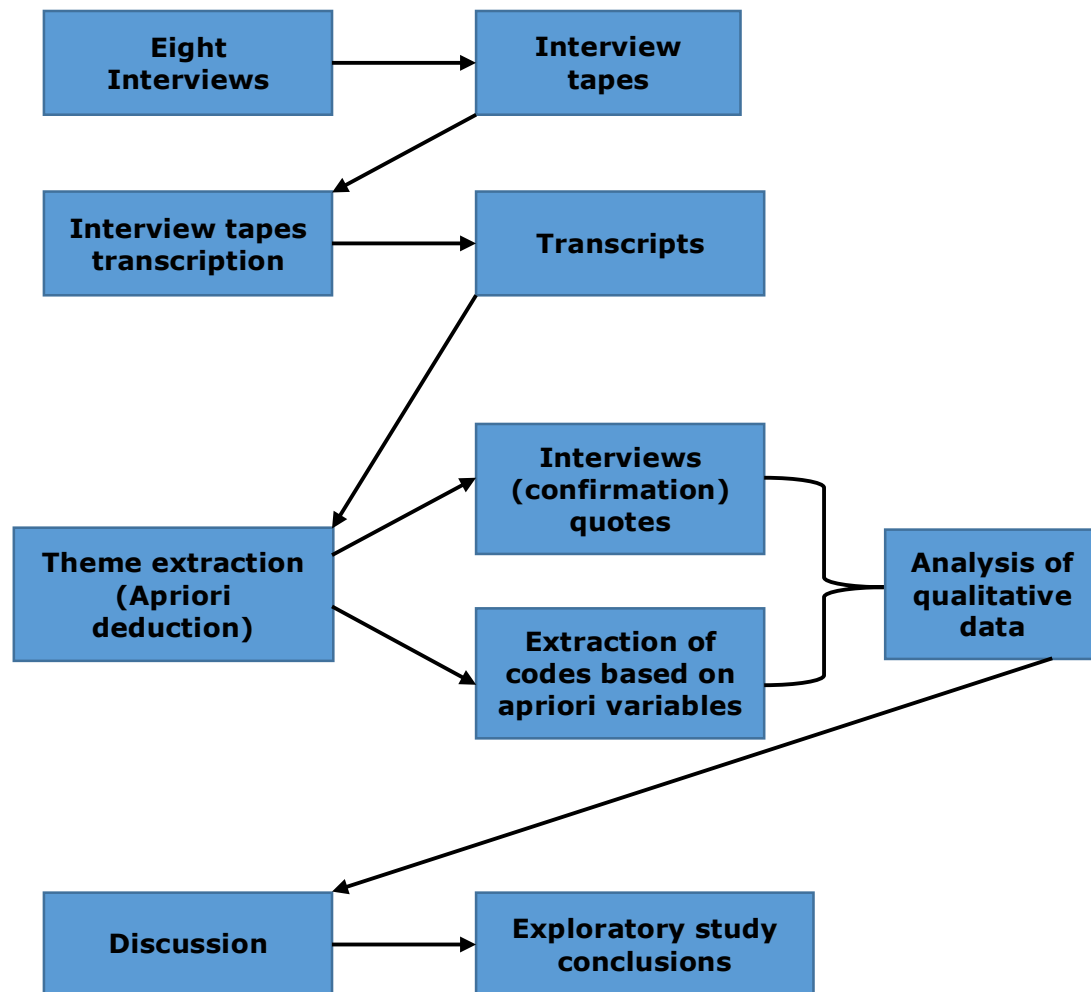 Eight
Interviews
Interview
tapes
Interview tapes
transcription
Transcripts
Interviews
(confirmation)
quotes
Theme extraction
(Apriori
deduction)
Extraction of
codes based on
apriori variables
Analysis of
qualitative
data
Discussion
Exploratory study
conclusions